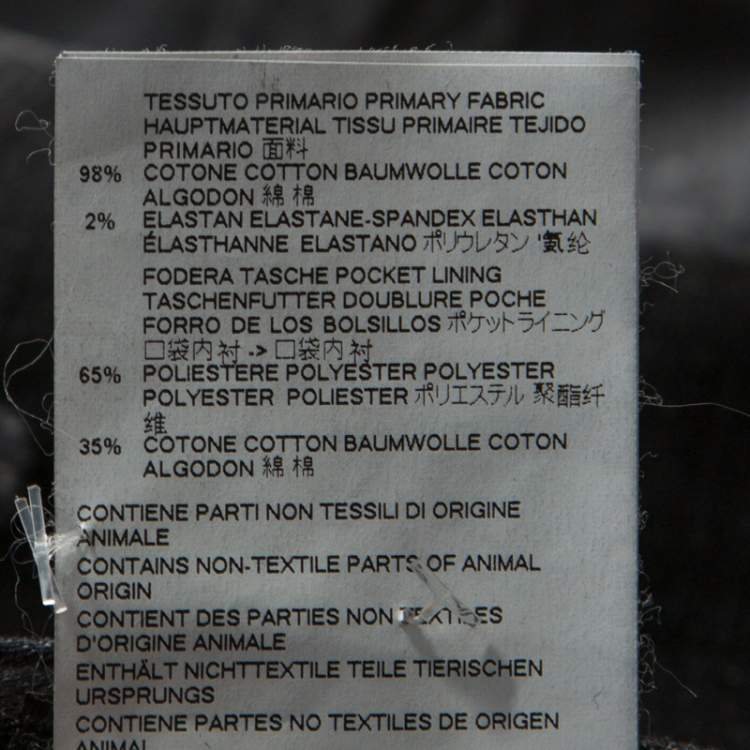 TESSUTO PRIMARIO PRIMARY FABRIC
HAUPTMATERIAL TISSU PRIMAIRE TEJIDO
PRIMARIO 面料
98% COTONE COTTON BAUMWOLLE COTON
ALGODON 綿 棉
2% ELASTAN ELASTANE-SPANDEX ELASTHAN
ÉLASTHANNE ELASTANO ポリウレタン '氨纶
FODERA TASCHE POCKET LINING
TASCHENFUTTER DOUBLURE POCHE
FORRO DE LOS BOLSILLOS ポケットライニング
口袋内衬 -> 口袋内衬
65% POLIESTERE POLYESTER POLYESTER
POLYESTER POLIESTER ポリエステル 聚酯纤
维
35% COTONE COTTON BAUMWOLLE COTON
ALGODON 綿 棉
CONTIENE PARTI NON TESSILI DI ORIGINE
ANIMALE
CONTAINS NON-TEXTILE PARTS OF ANIMAL
ORIGIN
CONTIENT DES PARTIES NON TEXTILES
D'ORIGINE ANIMALE
ENTHÄLT NICHTTEXTILE TEILE TIERISCHEN
URSPRUNGS
CONTIENE PARTES NO TEXTILES DE ORIGEN
ANIMAL